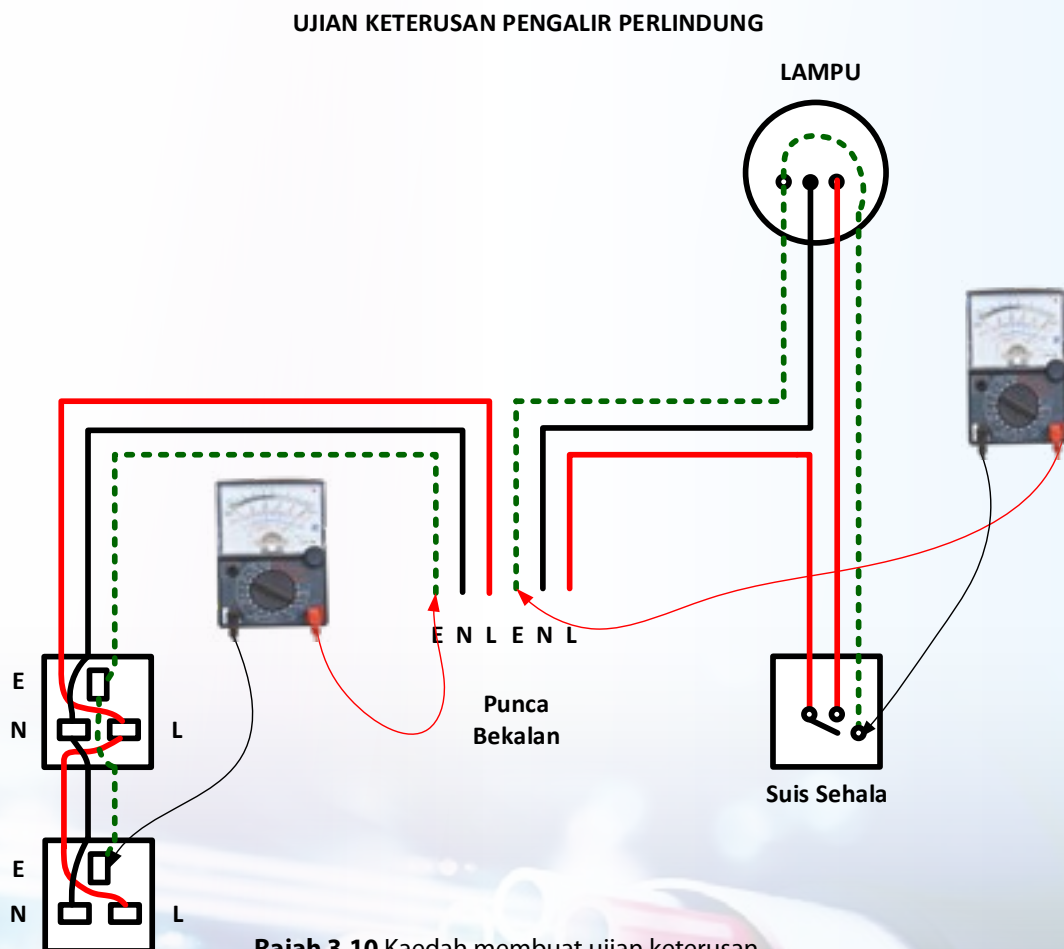 UJIAN KETERUSAN PENGALIR PERLINDUNG
LAMPU
E N L E N L
Punca
Bekalan
E
N
L
Suis Sehala
E
N
L
Rajah 3.10 Kaedah membuat ujian keterusan